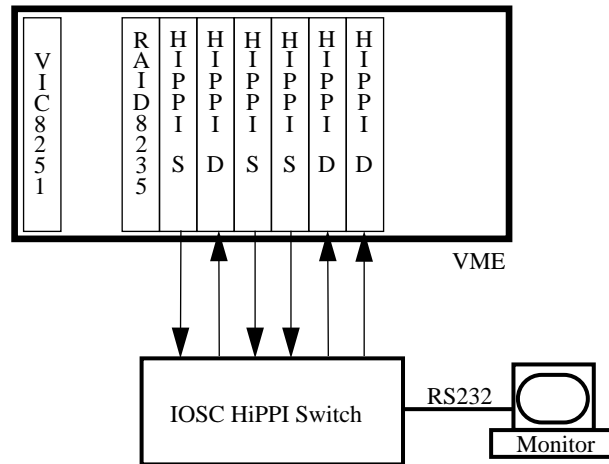 VIC8251
RAID8235
HIPPI S
HIPPI D
HIPPI S
HIPPI S
HIPPI D
HIPPI D
VME
IOSC HiPPI Switch
RS232
Monitor